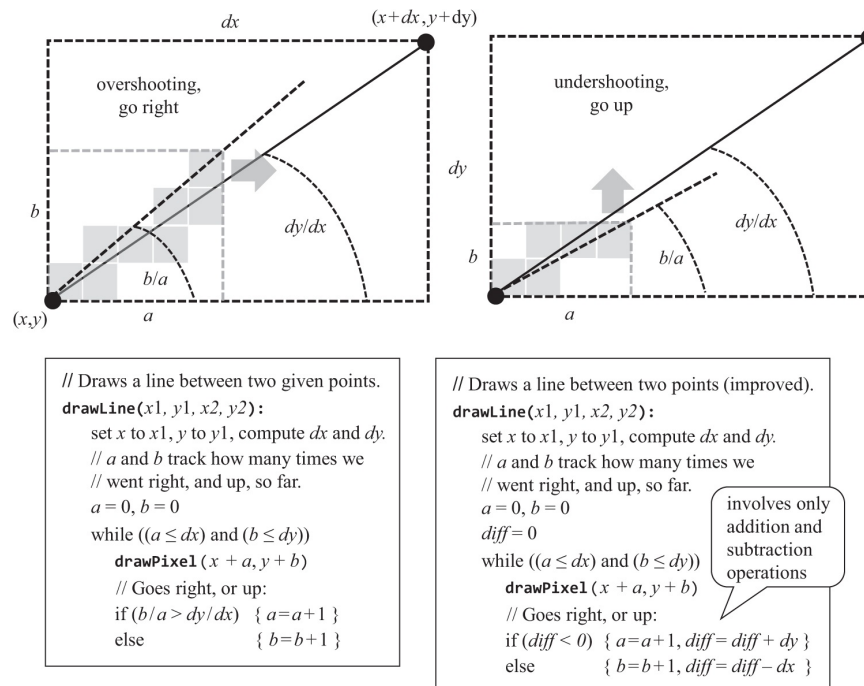 dx
(x+dx, y+dy)
overshooting,
go right
b
b/a
dy/dx
(x,y)
a
undershooting,
go up
dy
b
b/a
dy/dx
a
// Draws a line between two given points.
drawLine(x1, y1, x2, y2):
set x to x1, y to y1, compute dx and dy.
// a and b track how many times we
// went right, and up, so far.
a = 0, b = 0
while ((a ≤ dx) and (b ≤ dy))
drawPixel(x + a, y + b)
// Goes right, or up:
if (b/a > dy/dx) { a=a+1 }
else { b=b+1 }
// Draws a line between two points (improved).
drawLine(x1, y1, x2, y2):
set x to x1, y to y1, compute dx and dy.
// a and b track how many times we
// went right, and up, so far.
a = 0, b = 0
diff = 0
while ((a ≤ dx) and (b ≤ dy))
drawPixel(x + a, y + b)
// Goes right, or up:
if (diff < 0) { a=a+1, diff = diff + dy }
else { b=b+1, diff = diff – dx }
involves only
addition and
subtraction
operations